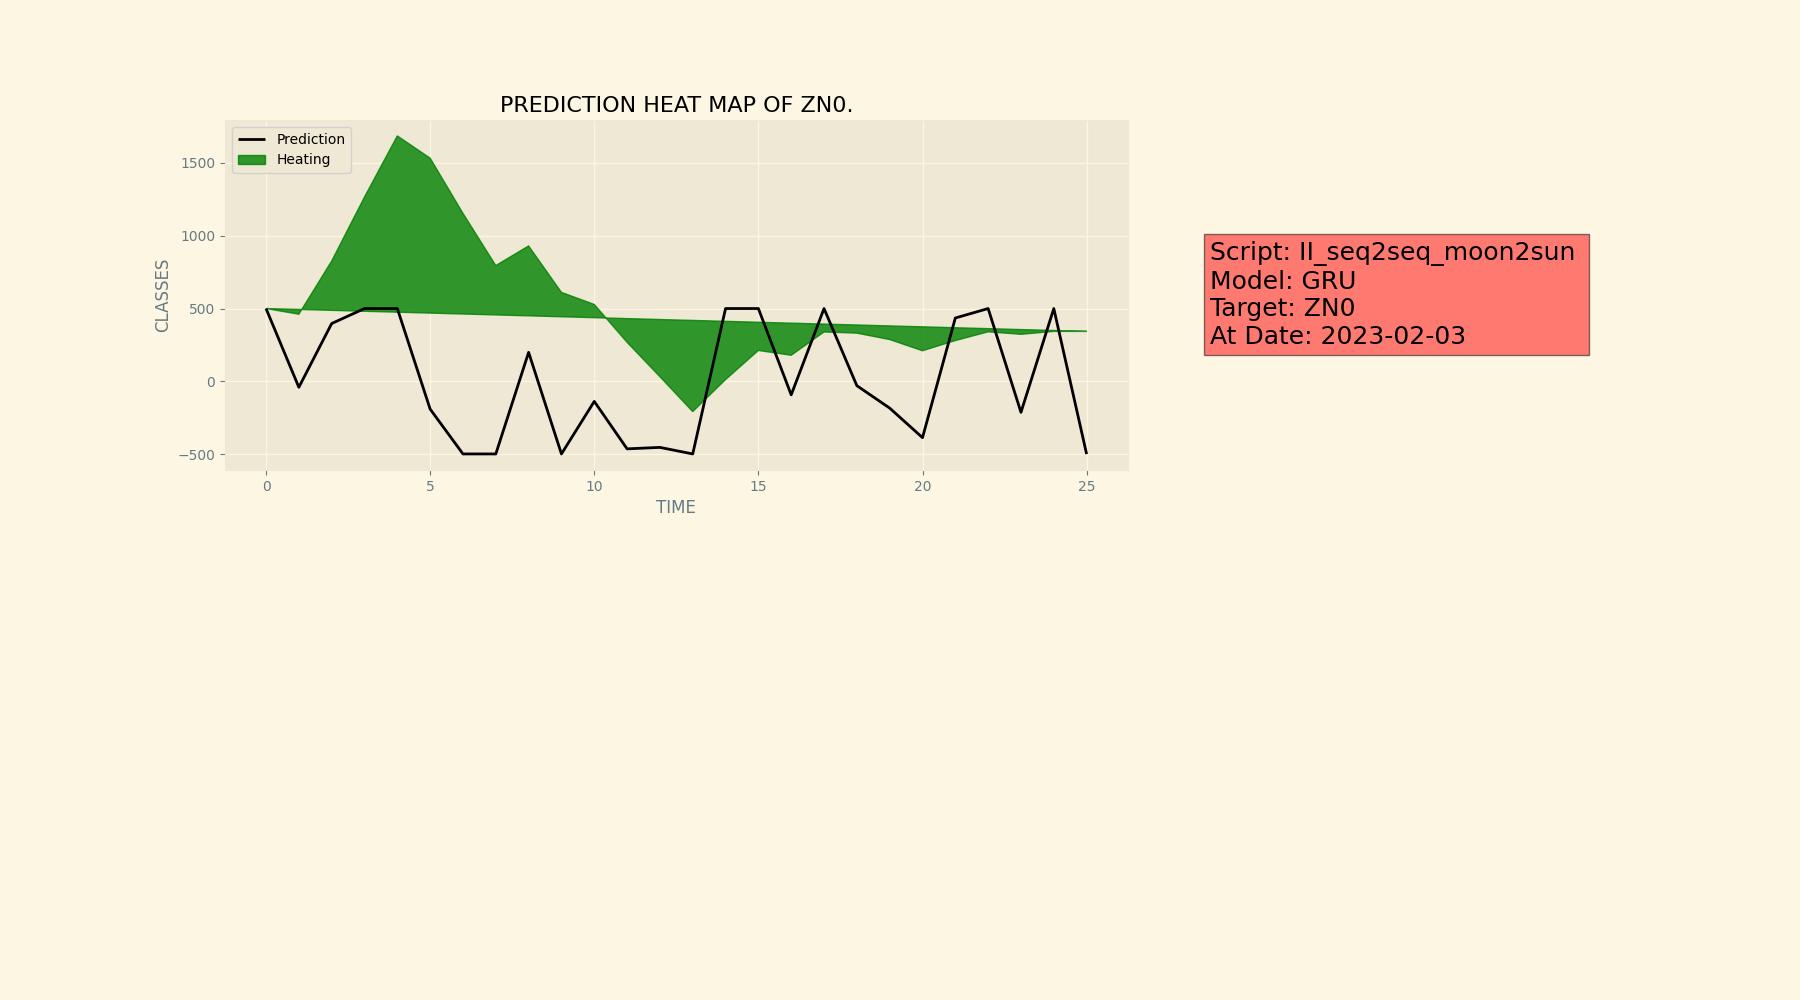 PREDICTION HEAT MAP OF ZN0.
Prediction
Heating
1500
1000
500
0
−500
CLASSES
0 5 10 15 20 25
TIME
Script: II_seq2seq_moon2sun
Model: GRU
Target: ZN0
At Date: 2023-02-03